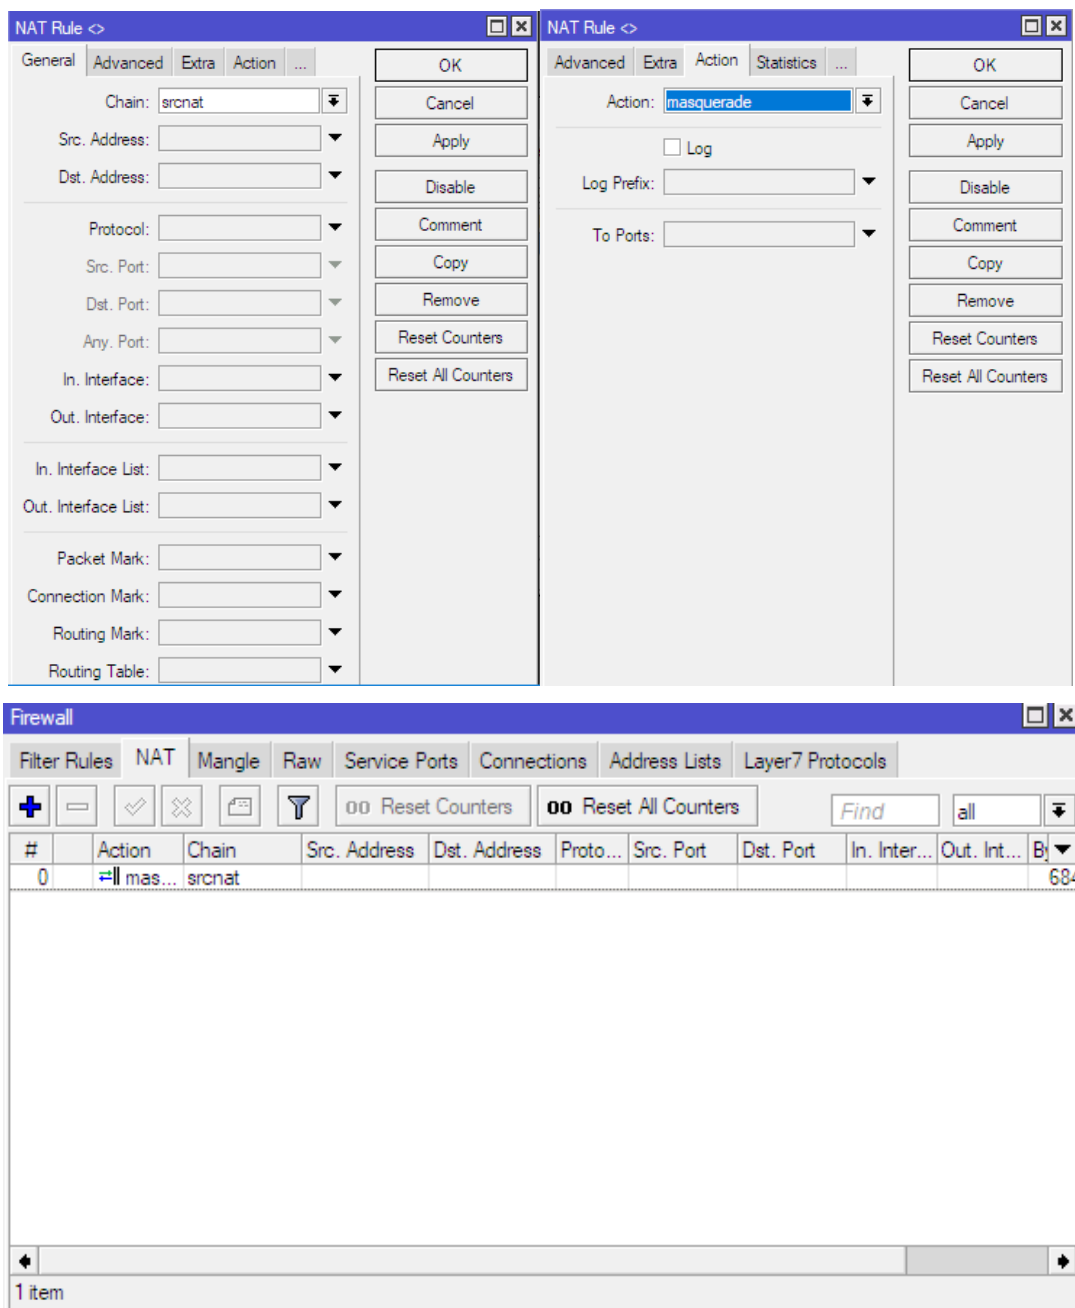 NAT Rule <>
General Advanced Extra Action ...
Chain: srcnat
Src. Address:
Dst. Address:
Protocol:
Src. Port:
Dst. Port:
Any. Port:
In. Interface:
Out. Interface:
In. Interface List:
Out. Interface List:
Packet Mark:
Connection Mark:
Routing Mark:
Routing Table:
OK
Cancel
Apply
Disable
Comment
Copy
Remove
Reset Counters
Reset All Counters
NAT Rule <>
Advanced Extra Action Statistics ...
Action: masquerade
Log
Log Prefix:
To Ports:
OK
Cancel
Apply
Disable
Comment
Copy
Remove
Reset Counters
Reset All Counters
Firewall
Filter Rules NAT Mangle Raw Service Ports Connections Address Lists Layer7 Protocols
00 Reset Counters 00 Reset All Counters Find all
# Action Chain Src. Address Dst. Address Proto... Src. Port Dst. Port In. Inter... Out. Int...
0 mas... srcnat 684
1 item